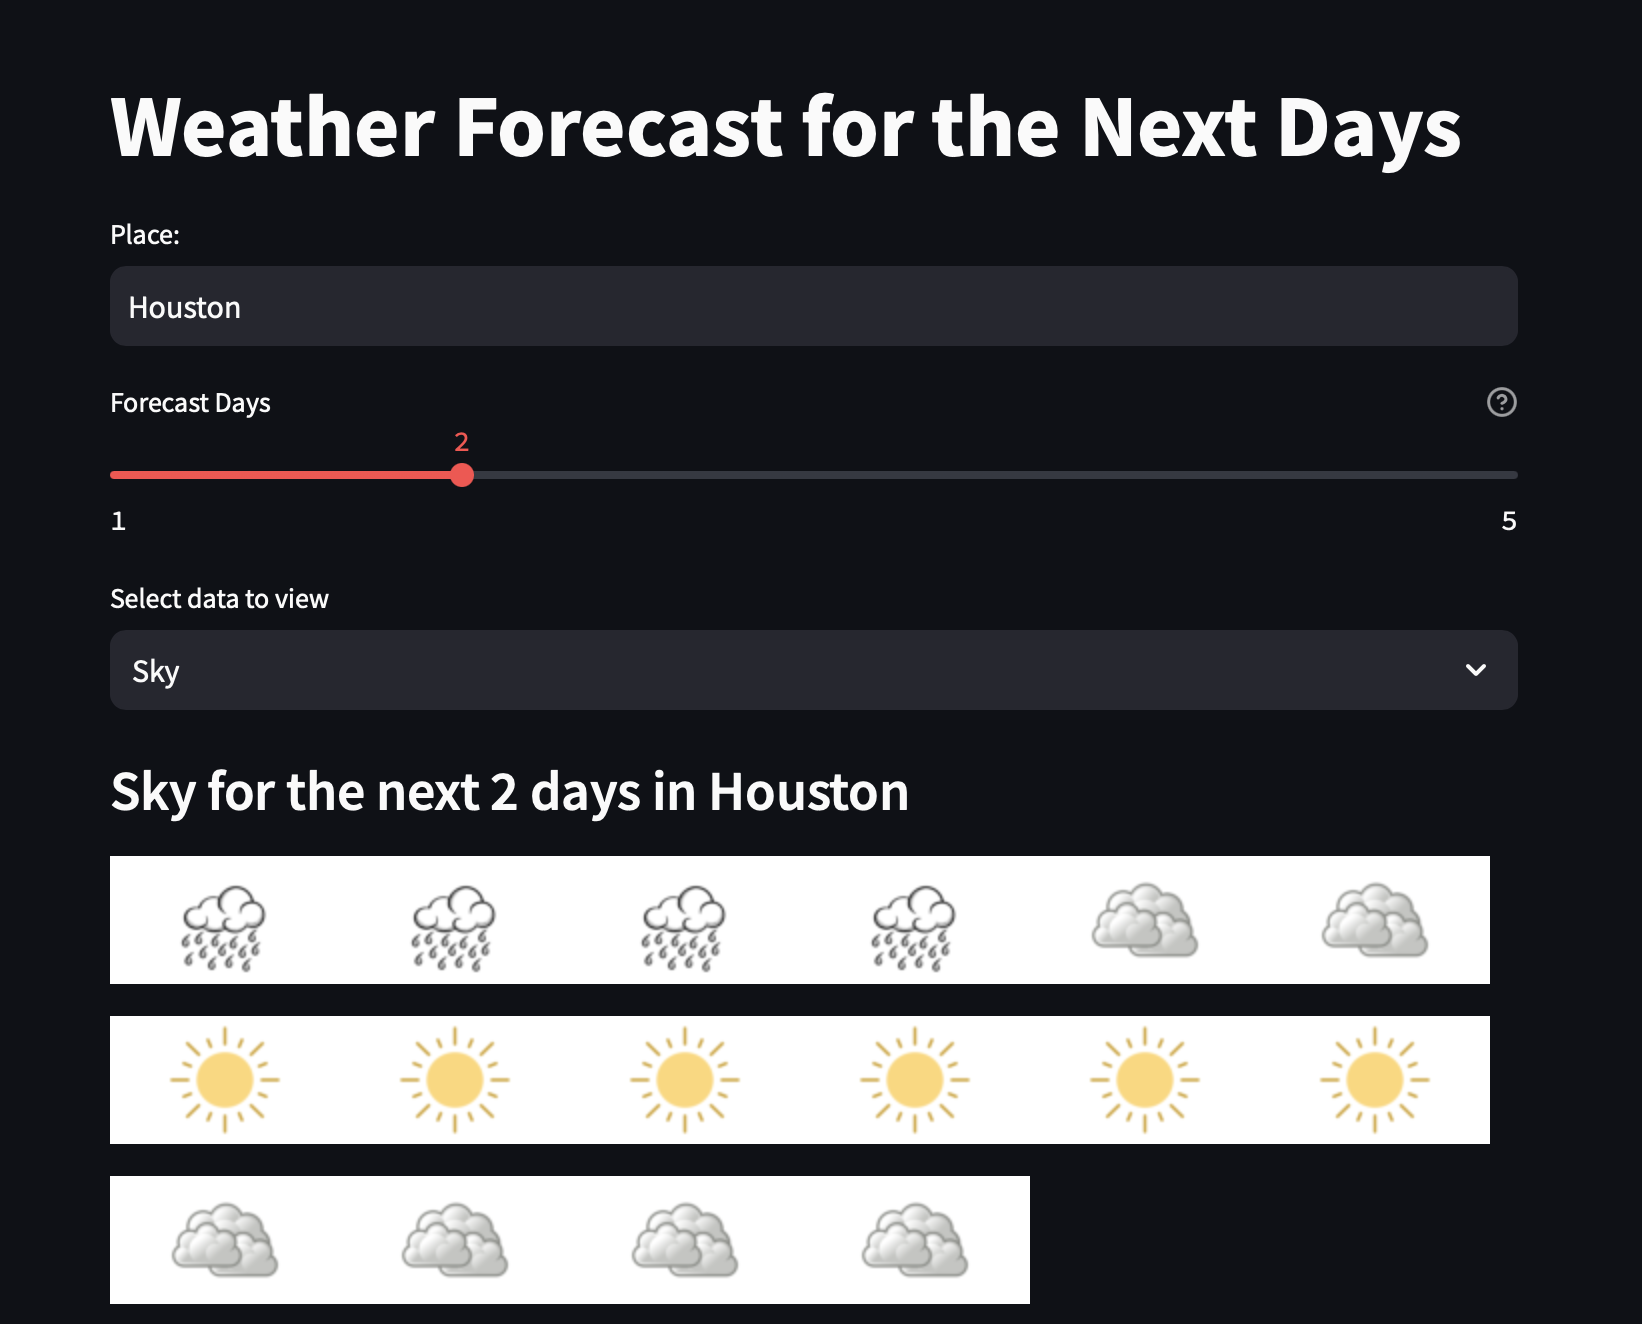 Weather Forecast for the Next Days
Place:
Houston
Forecast Days
2
1 5
Select data to view
Sky
Sky for the next 2 days in Houston